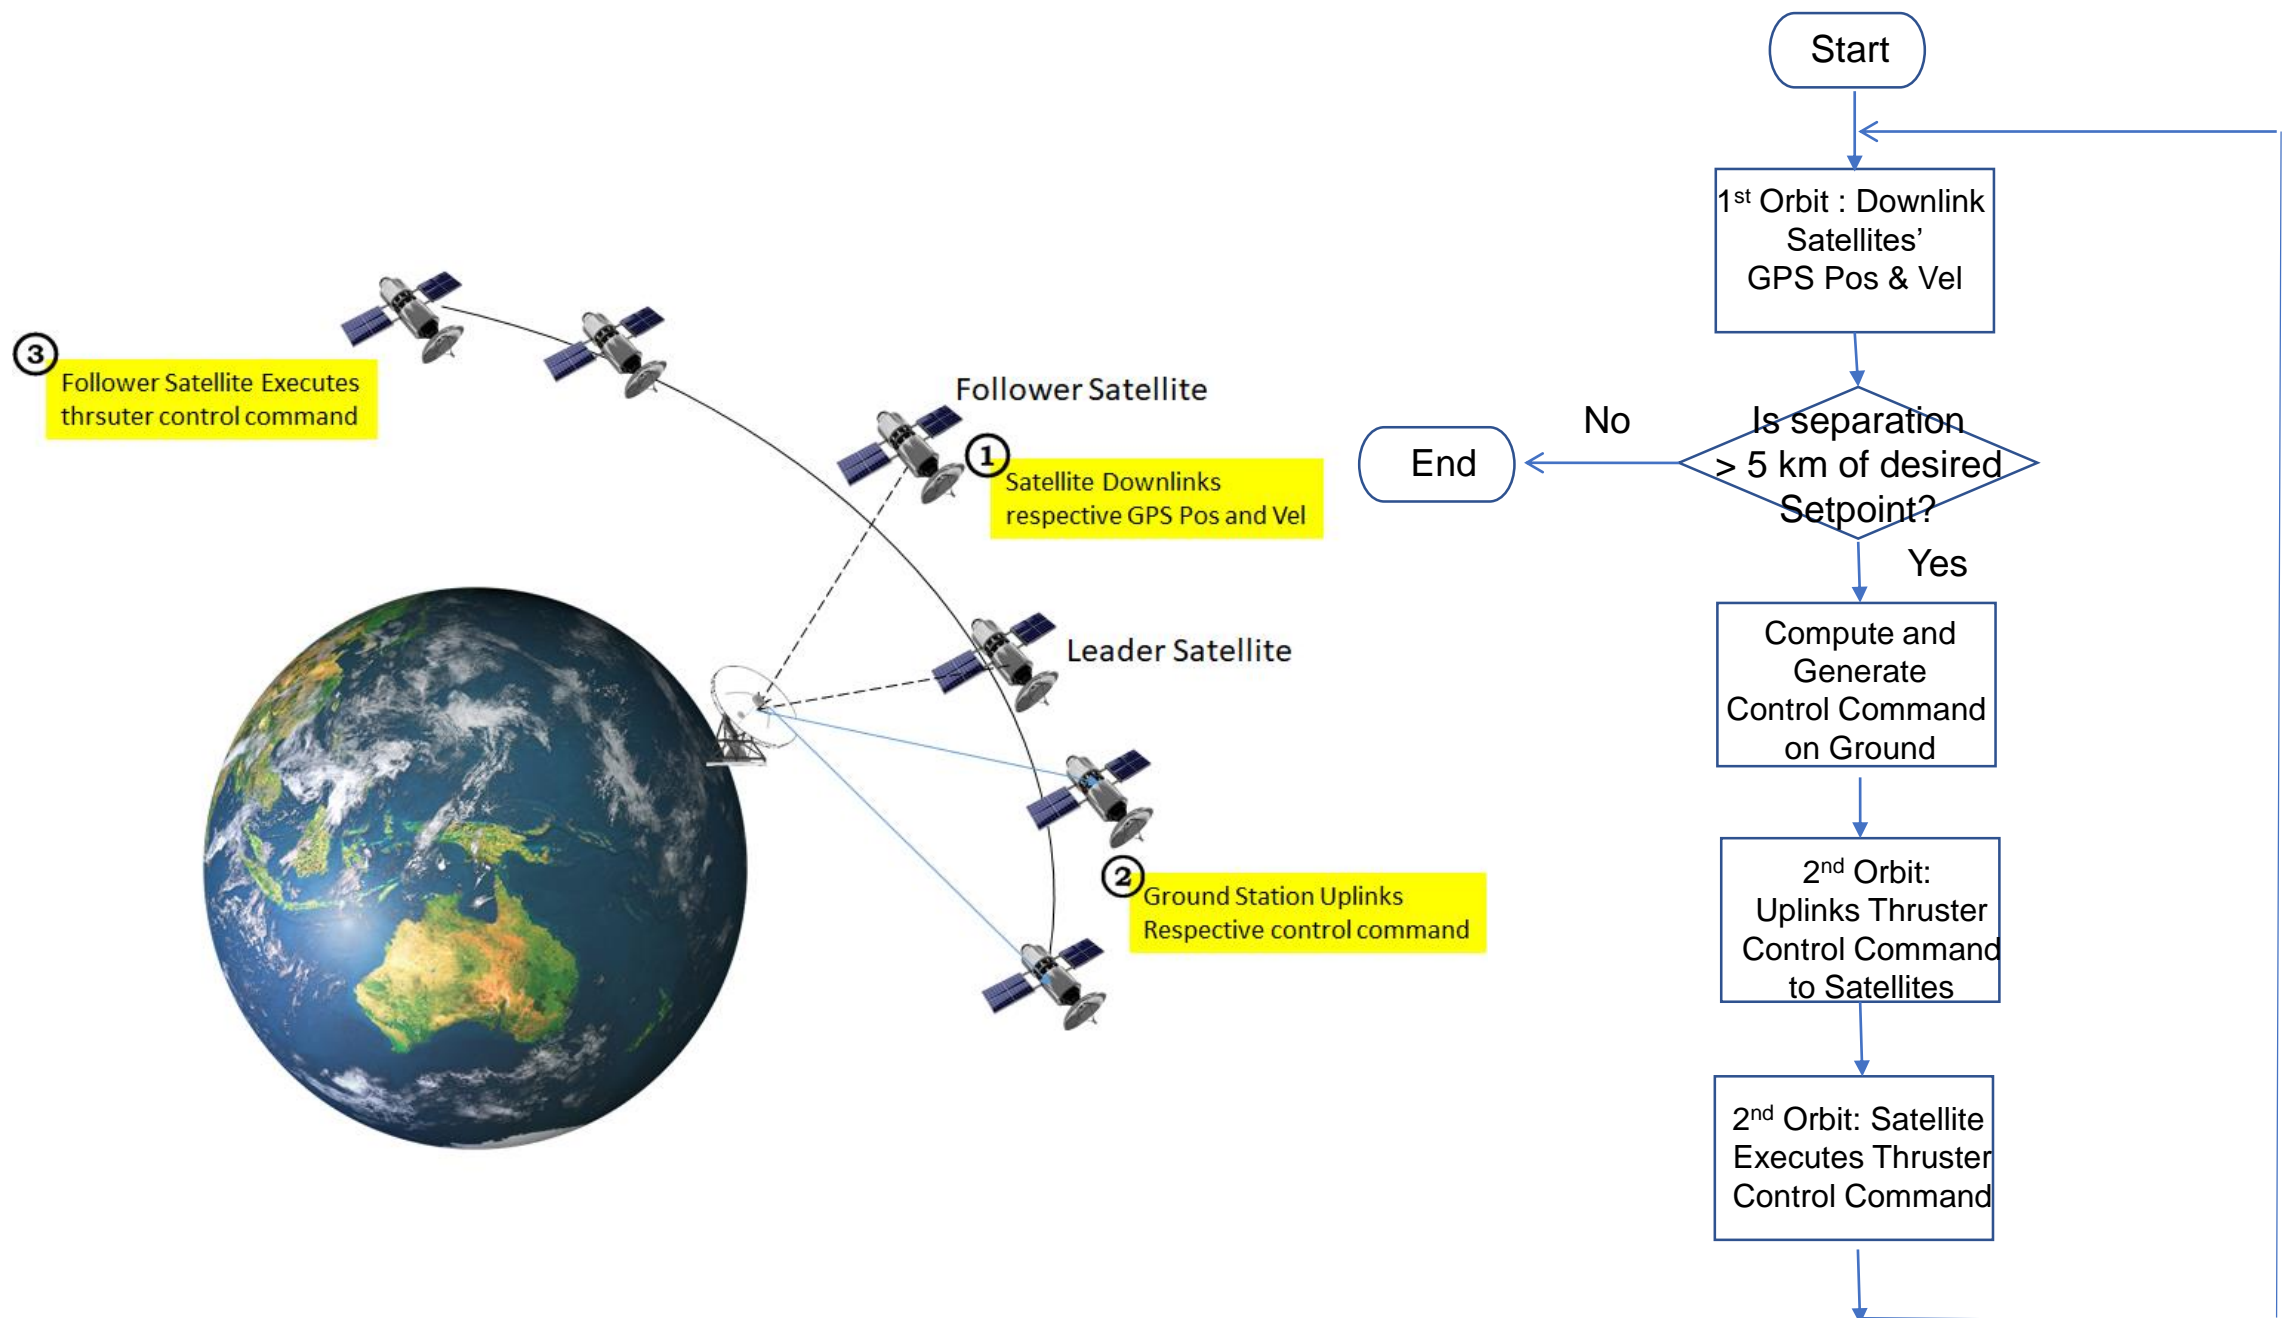 3
Follower Satellite Executes
thrsuter control command
Follower Satellite
1
Satellite Downlinks
respective GPS Pos and Vel
Leader Satellite
2
Ground Station Uplinks
Respective control command
Start
1st Orbit : Downlink
Satellites’
GPS Pos & Vel
Is separation
> 5 km of desired
Setpoint?
No
End
Yes
Compute and
Generate
Control Command
on Ground
2nd Orbit:
Uplinks Thruster
Control Command
to Satellites
2nd Orbit: Satellite
Executes Thruster
Control Command